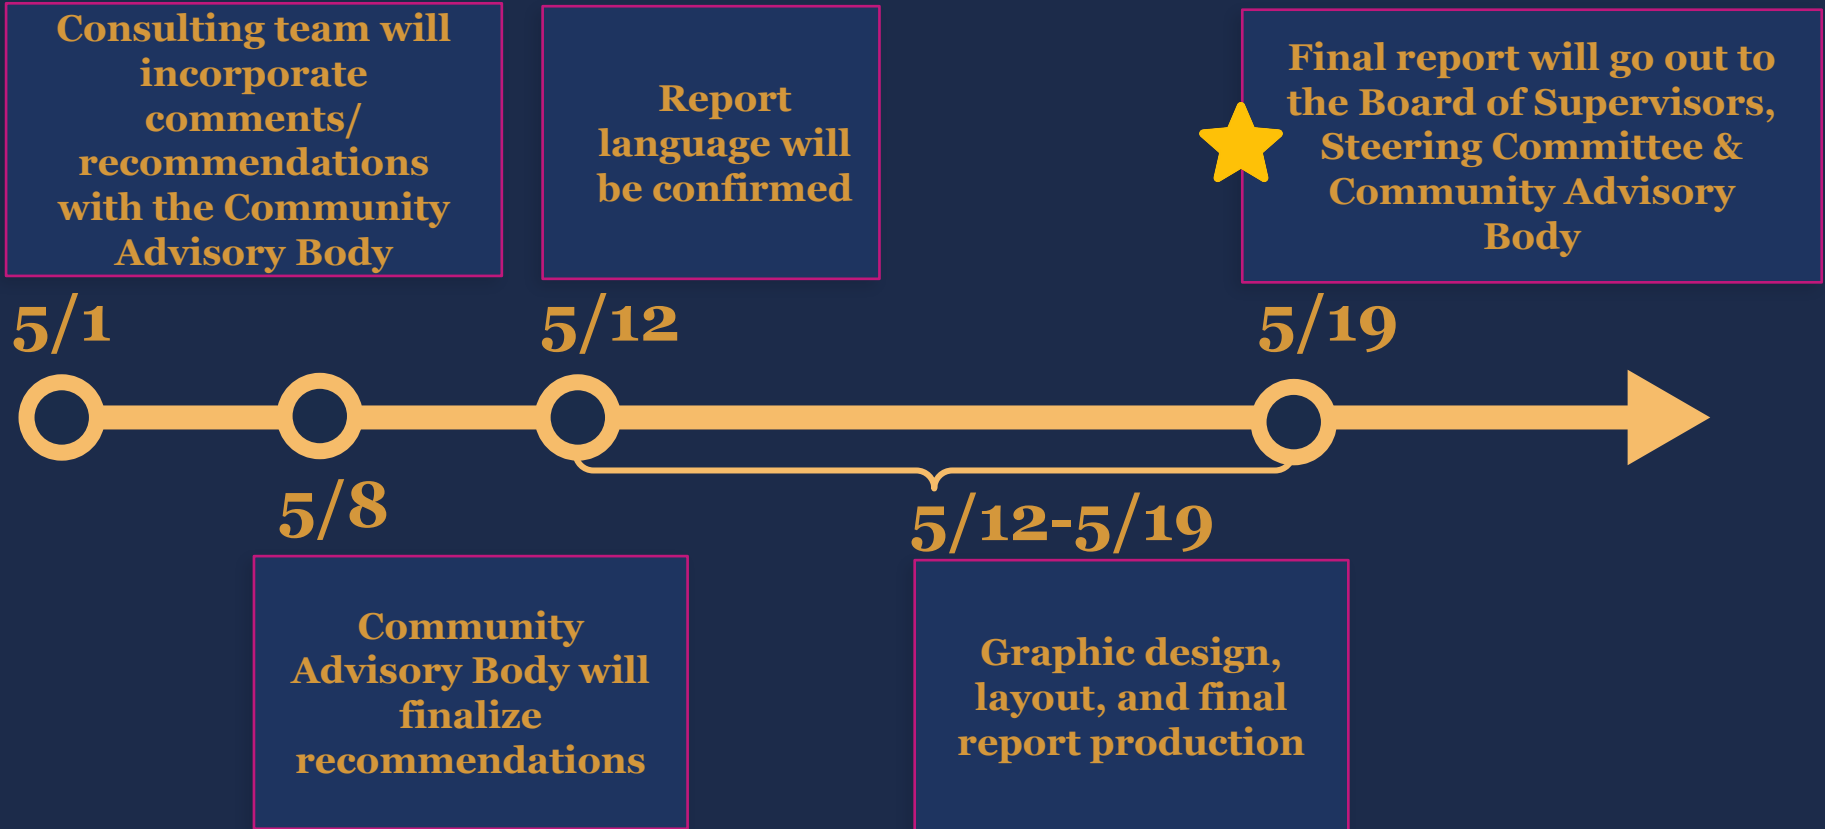 Consulting team will
incorporate
comments/
recommendations
with the Community
Advisory Body
Report
language will
be confirmed
Final report will go out to
the Board of Supervisors,
Steering Committee &
Community Advisory
Body
5/1
5/12
5/19
5/8
5/12-5/19
Community
Advisory Body will
finalize
recommendations
Graphic design,
layout, and final
report production